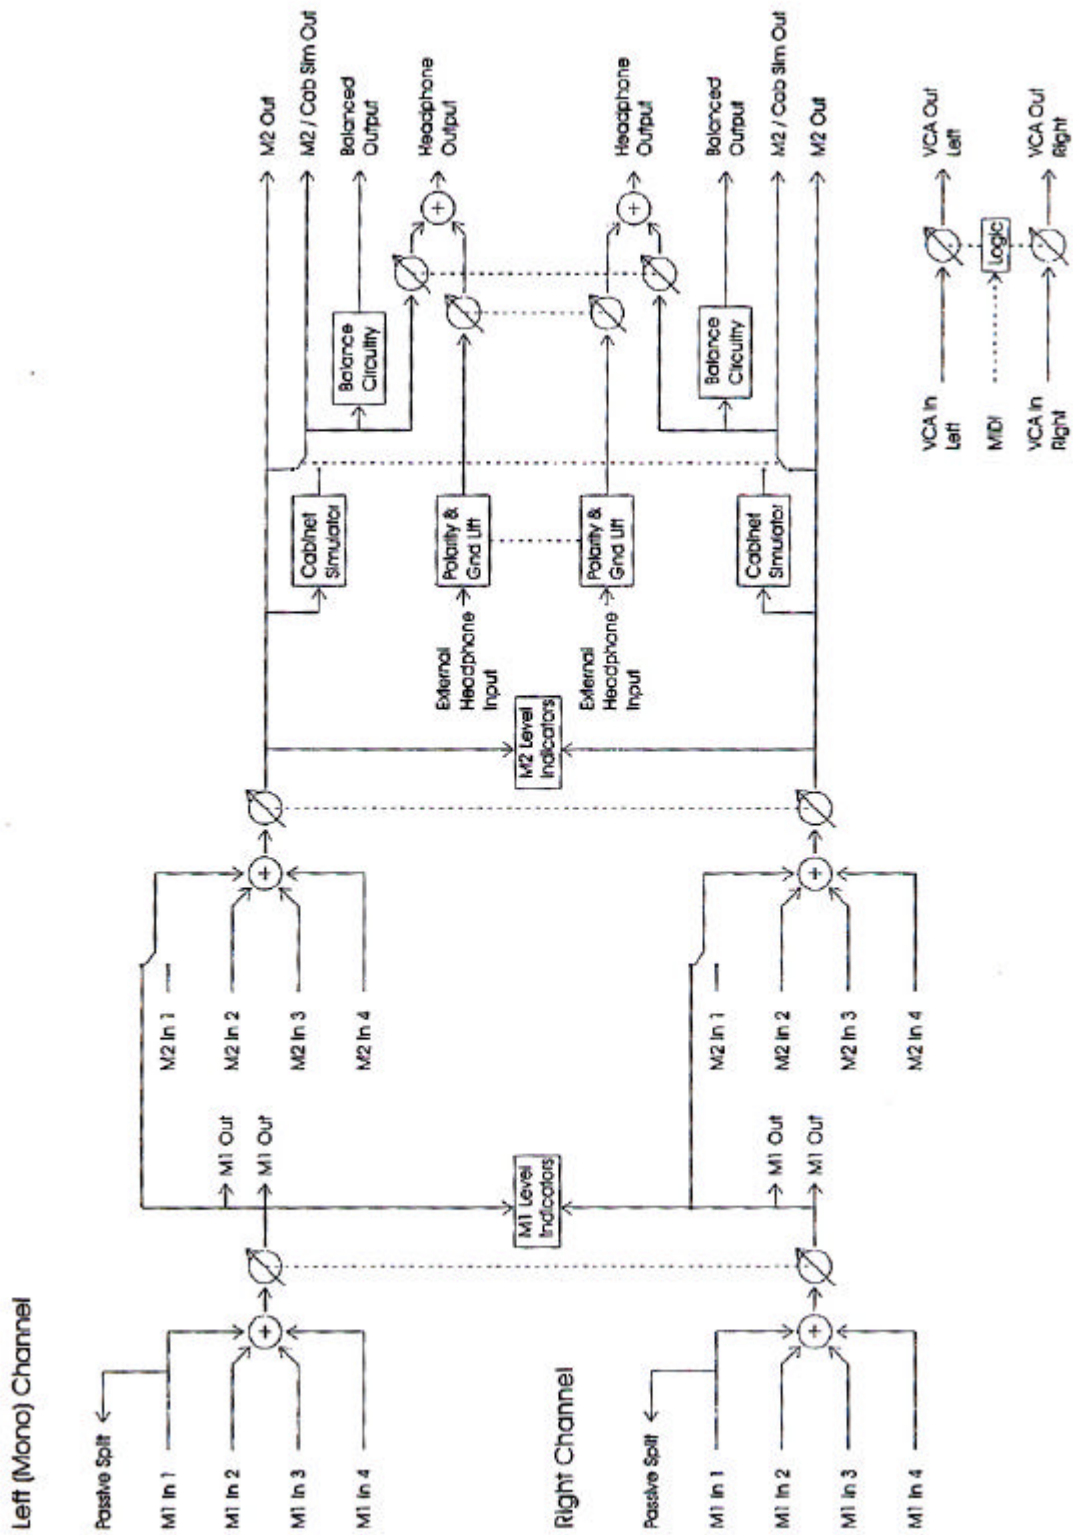 Left (Mono) Channel
Passive Split
M1 In 1
M1 In 2
M1 In 3
M1 In 4
M1 Out
M1 Out
M1 Level
Indicators
M2 In 1
M2 In 2
M2 In 3
M2 In 4
M2 Level
Indicators
Cabinet
Simulator
External
Headphone
Input
Polarity &
Gnd Lift
Balance
Circuitry
M2 Out
M2 / Cab Sim Out
Balanced
Output
Headphone
Output
Right Channel
Passive Split
M1 In 1
M1 In 2
M1 In 3
M1 In 4
M1 Out
M1 Out
M2 In 1
M2 In 2
M2 In 3
M2 In 4
External
Headphone
Input
Polarity &
Gnd Lift
Cabinet
Simulator
Balance
Circuitry
Headphone
Output
Balanced
Output
M2 / Cab Sim Out
M2 Out
VCA In
Left
VCA Out
Left
MIDI
Logic
VCA In
Right
VCA Out
Right